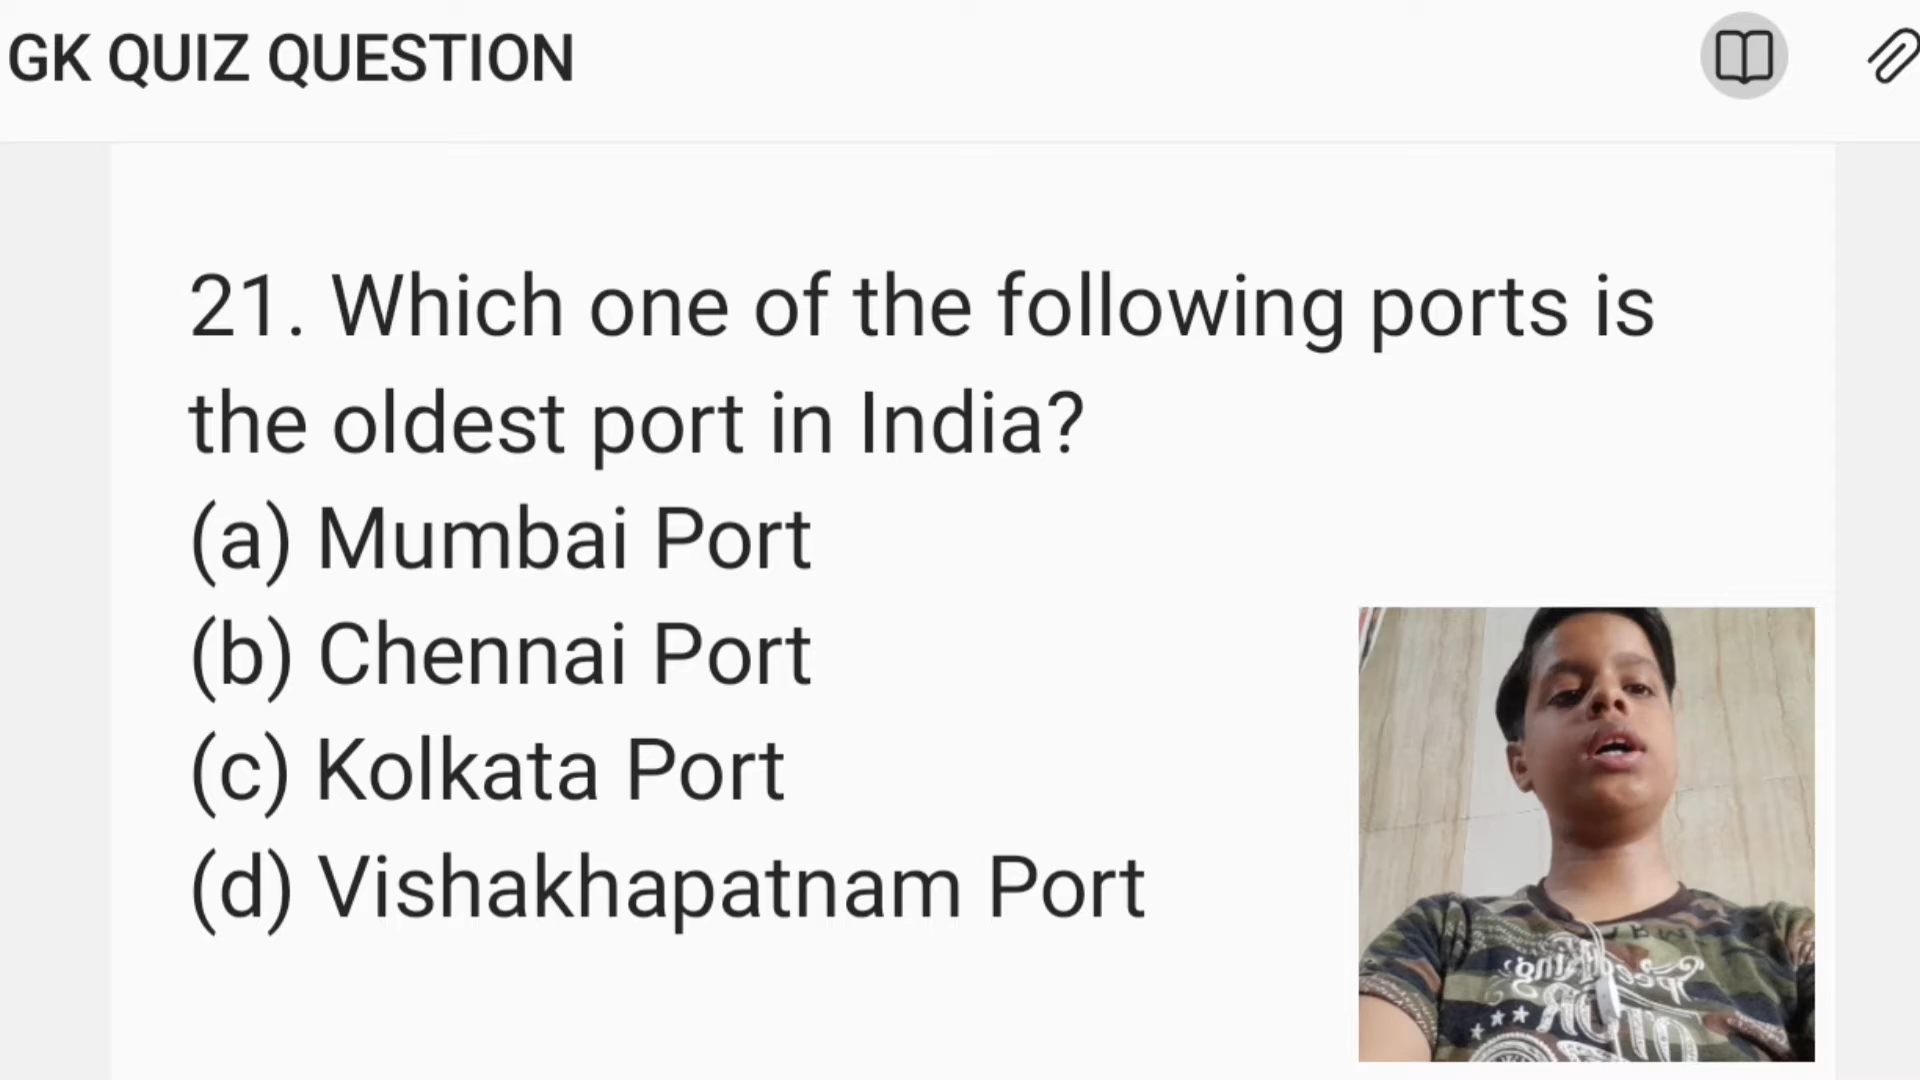 GK QUIZ QUESTION
21. Which one of the following ports is
the oldest port in India?
(a) Mumbai Port
(b) Chennai Port
(c) Kolkata Port
(d) Vishakhapatnam Port